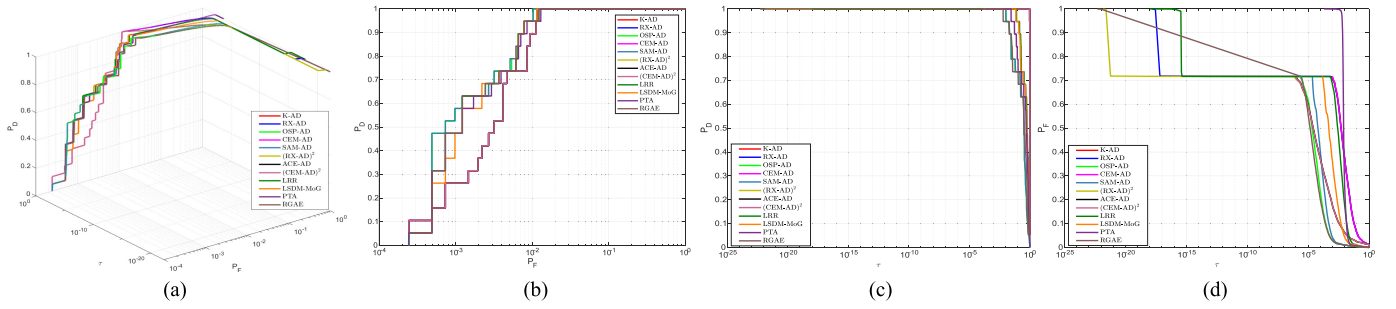 1
0.8
0.6
0.4
0.2
0
P_D
10^0
10^-10
10^-20
τ
10^-4
10^-3
10^-2
10^-1
10^0
P_F
K-AD
RX-AD
OSP-AD
CEM-AD
SAM-AD
(RX-AD)²
ACE-AD
(CEM-AD)²
LRR
LSDM-MoG
PTA
RGAE
(a)
1
0.9
0.8
0.7
0.6
0.5
0.4
0.3
0.2
0.1
0
P_D
K-AD
RX-AD
OSP-AD
CEM-AD
SAM-AD
(RX-AD)²
ACE-AD
(CEM-AD)²
LRR
LSDM-MoG
PTA
RGAE
10^-4
10^-3
10^-2
10^-1
10^0
P_F
(b)
1
0.9
0.8
0.7
0.6
0.5
0.4
0.3
0.2
0.1
0
P_D
K-AD
RX-AD
OSP-AD
CEM-AD
SAM-AD
(RX-AD)²
ACE-AD
(CEM-AD)²
LRR
LSDM-MoG
PTA
RGAE
10^-25
10^-20
10^-15
10^-10
10^-5
10^0
τ
(c)
1
0.9
0.8
0.7
0.6
0.5
0.4
0.3
0.2
0.1
0
P_F
K-AD
RX-AD
OSP-AD
CEM-AD
SAM-AD
(RX-AD)²
ACE-AD
(CEM-AD)²
LRR
LSDM-MoG
PTA
RGAE
10^-25
10^-20
10^-15
10^-10
10^-5
10^0
τ
(d)